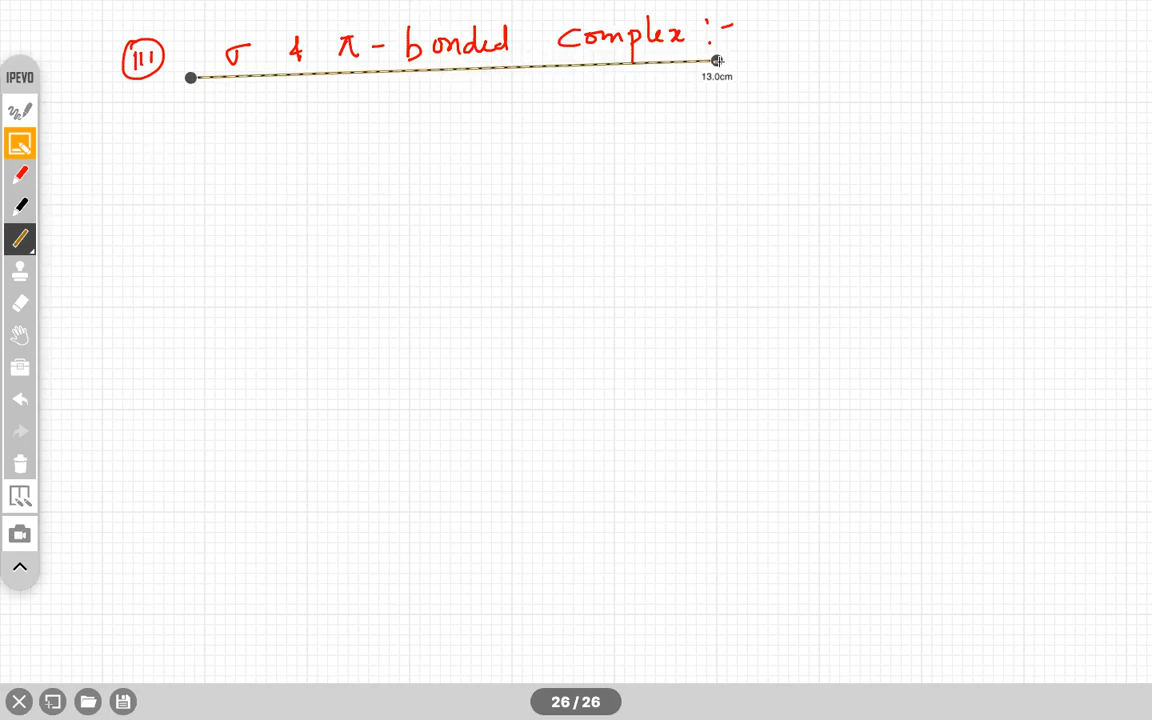 III σ & π - bonded Complex :-
13.0cm
IPEVO
26 / 26